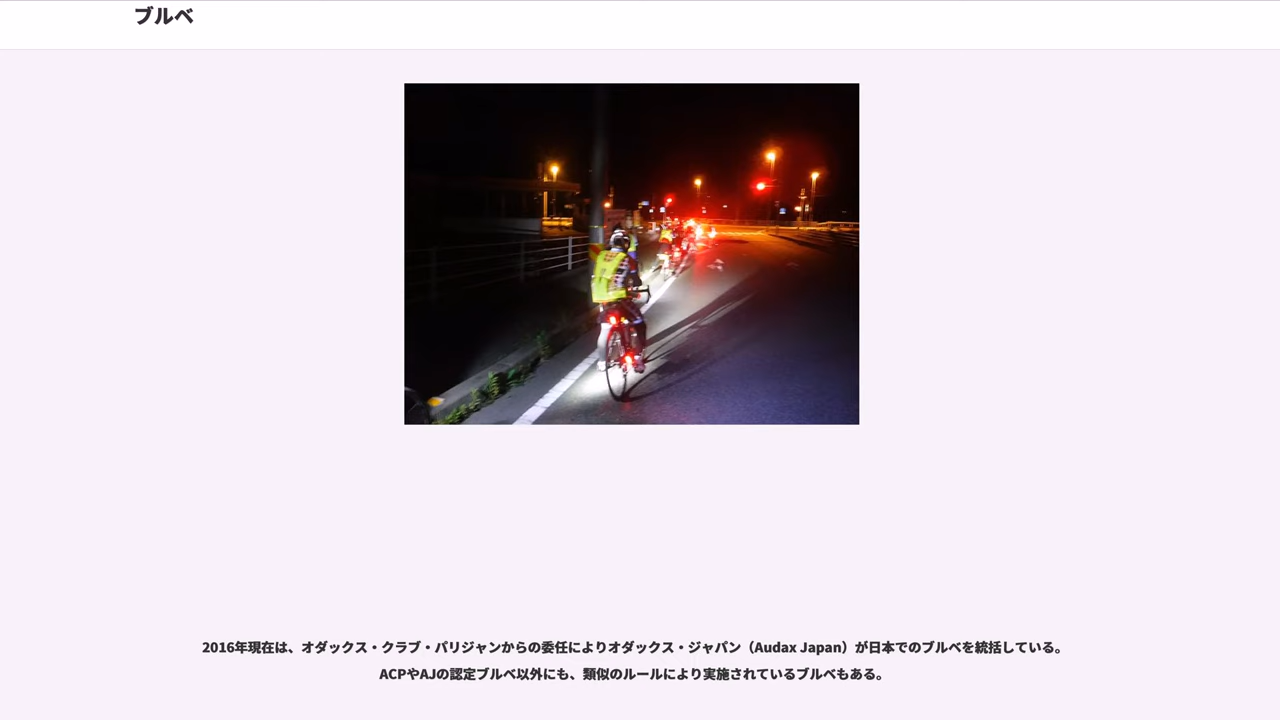 ブルベ
2016年現在は、オダックス・クラブ・パリジャンからの委任によりオダックス・ジャパン（Audax Japan）が日本でのブルベを統括している。
ACPやAJの認定ブルベ以外にも、類似のルールにより実施されているブルベもある。